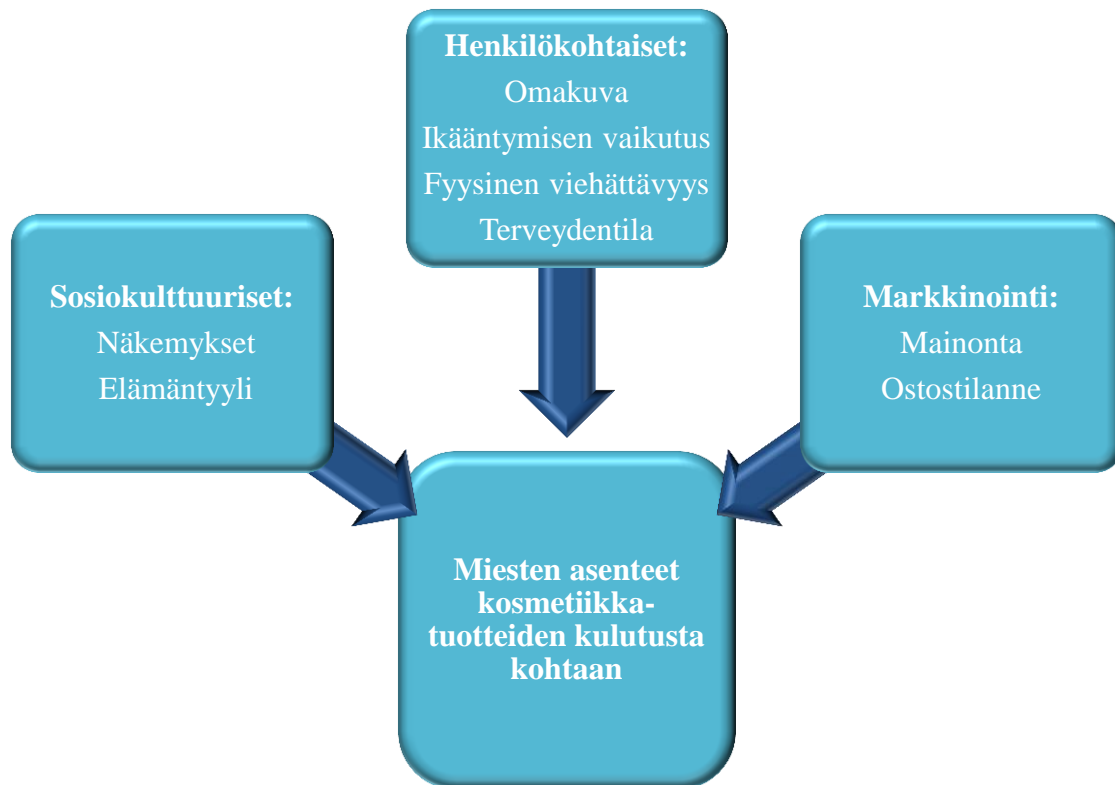 Henkilökohtaiset:
Omakuva
Ikääntymisen vaikutus
Fyysinen viehättävyys
Terveydentila
Sosiokulttuuriset:
Näkemykset
Elämäntyyli
Markkinointi:
Mainonta
Ostostilanne
Miesten asenteet
kosmetiikka-
tuotteiden kulutusta
kohtaan